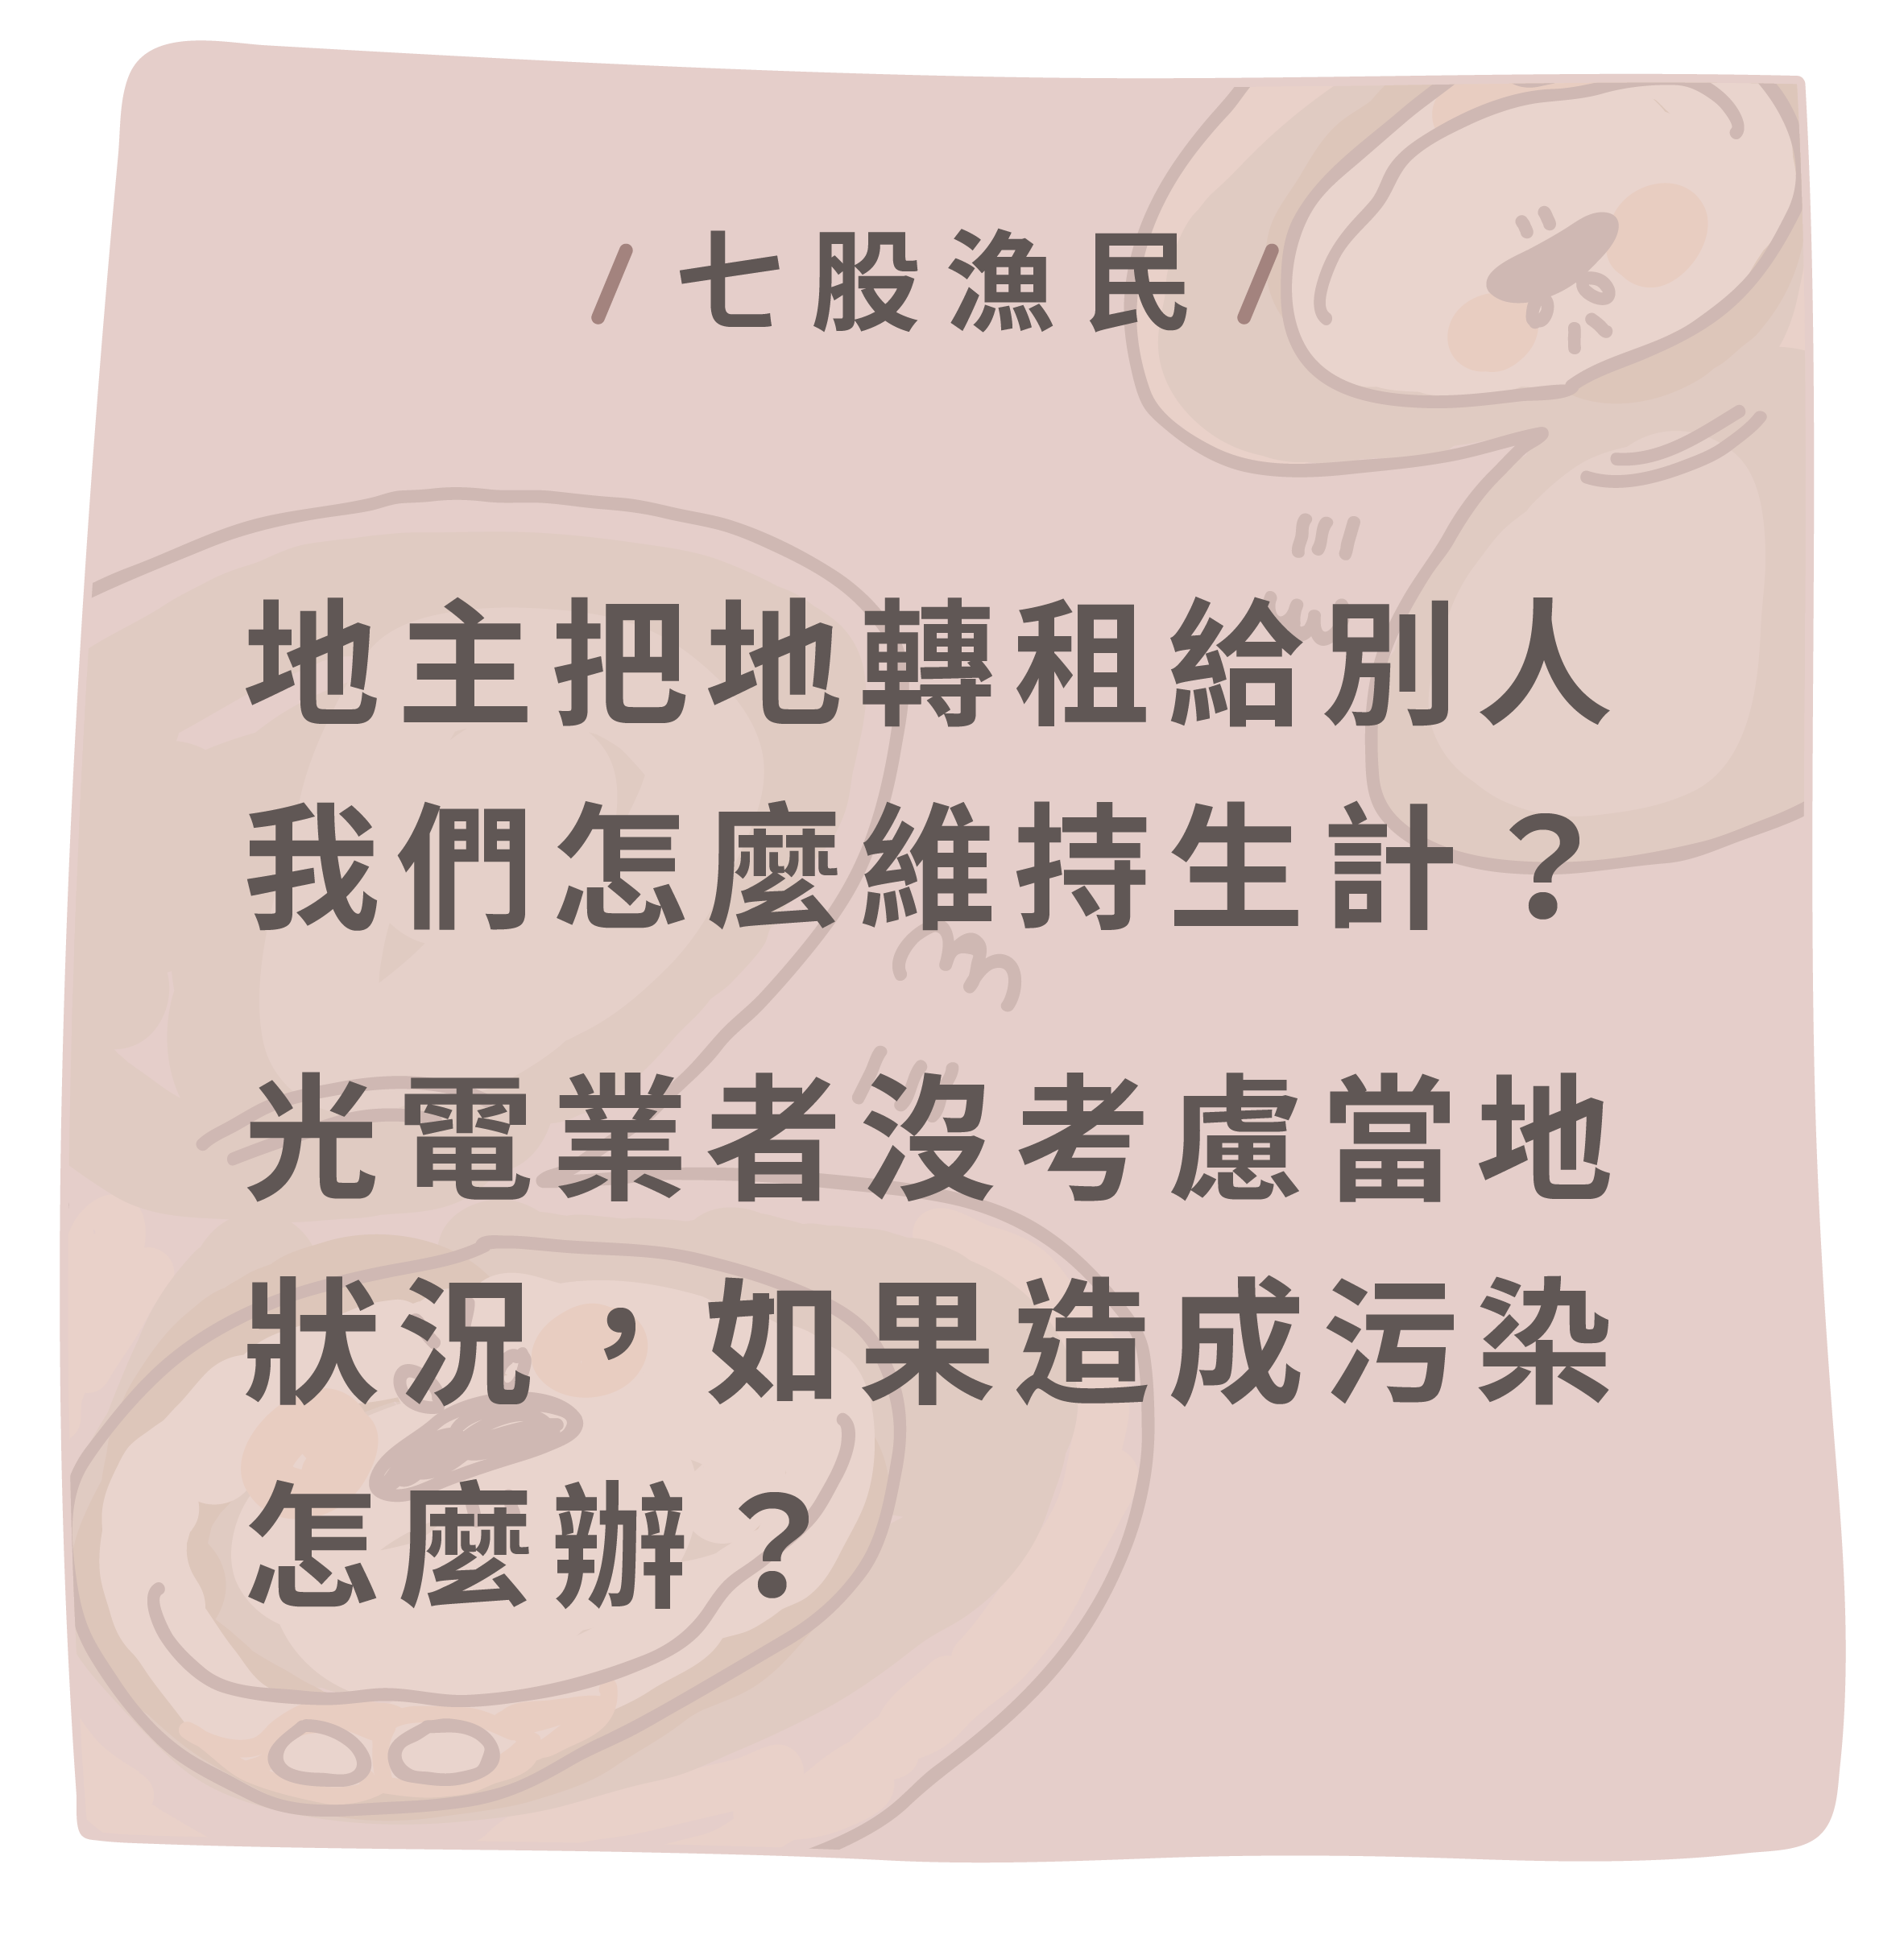 / 七股漁民 /
地主把地轉租給別人
我們怎麼維持生計？
光電業者沒考慮當地
狀況，如果造成污染
怎麼辦？